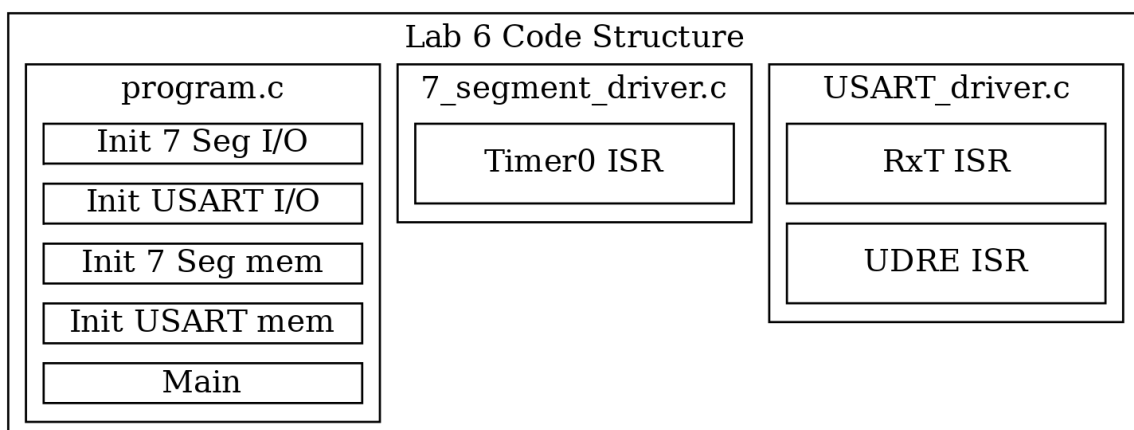 Lab 6 Code Structure
program.c
Init 7 Seg I/O
Init USART I/O
Init 7 Seg mem
Init USART mem
Main
7_segment_driver.c
Timer0 ISR
USART_driver.c
RxT ISR
UDRE ISR